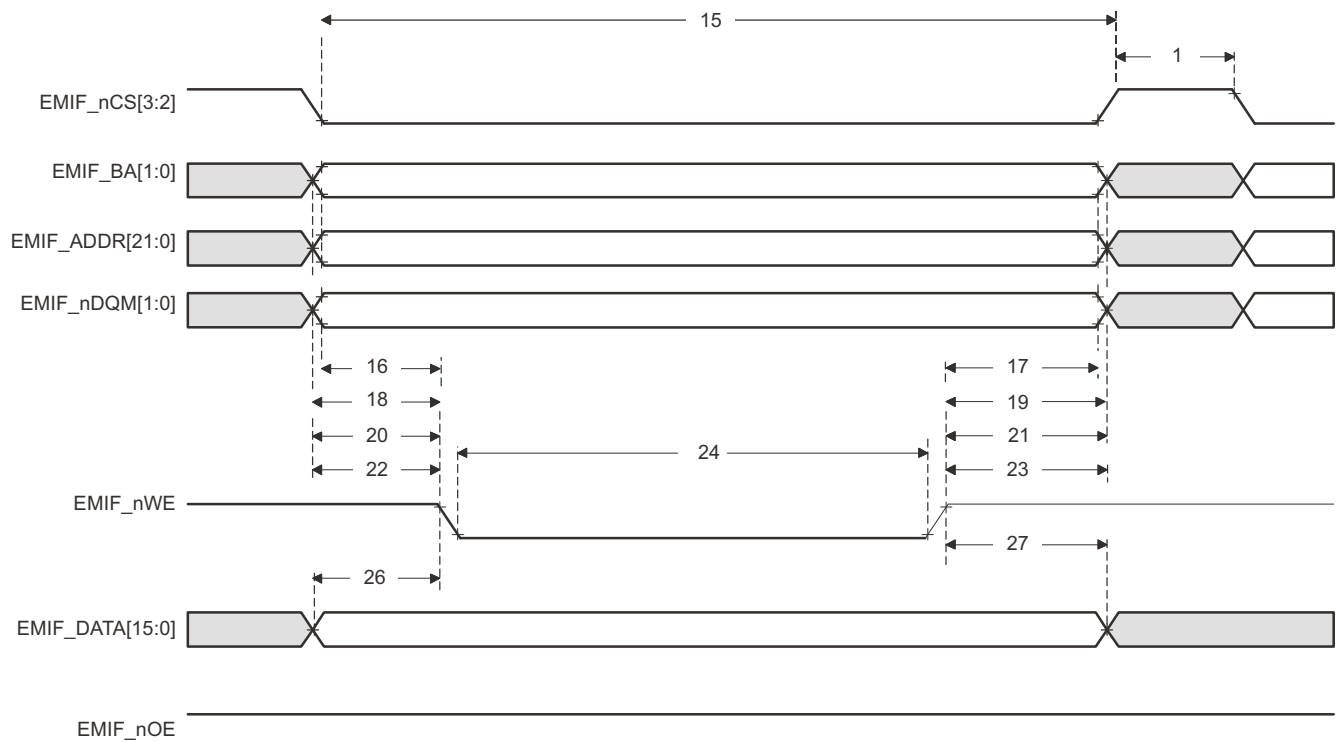 15
1
EMIF_nCS[3:2]
EMIF_BA[1:0]
EMIF_ADDR[21:0]
EMIF_nDQM[1:0]
16
17
18
19
20
21
22
24
23
EMIF_nWE
27
26
EMIF_DATA[15:0]
EMIF_nOE